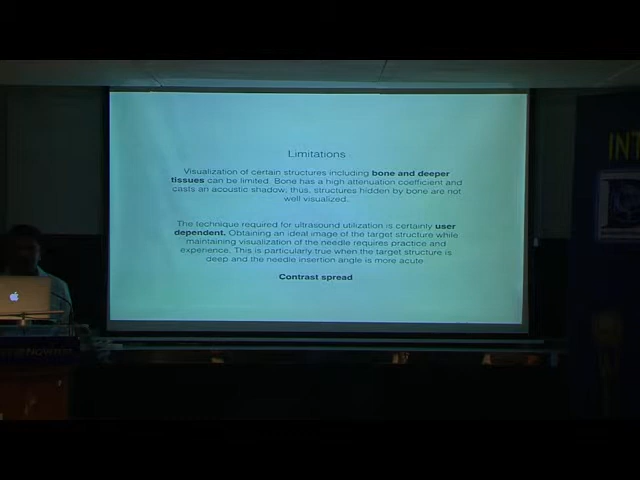 Limitations
Visualization of certain structures including bone and deeper
tissues can be limited. Bone has a high attenuation coefficient and
casts an acoustic shadow; thus, structures hidden by bone are not
well visualized.
The technique required for ultrasound utilization is certainly user
dependent. Obtaining an ideal image of the target structure while
maintaining visualization of the needle requires practice and
experience. This is particularly true when the target structure is
deep and the needle insertion angle is more acute
Contrast spread
INT